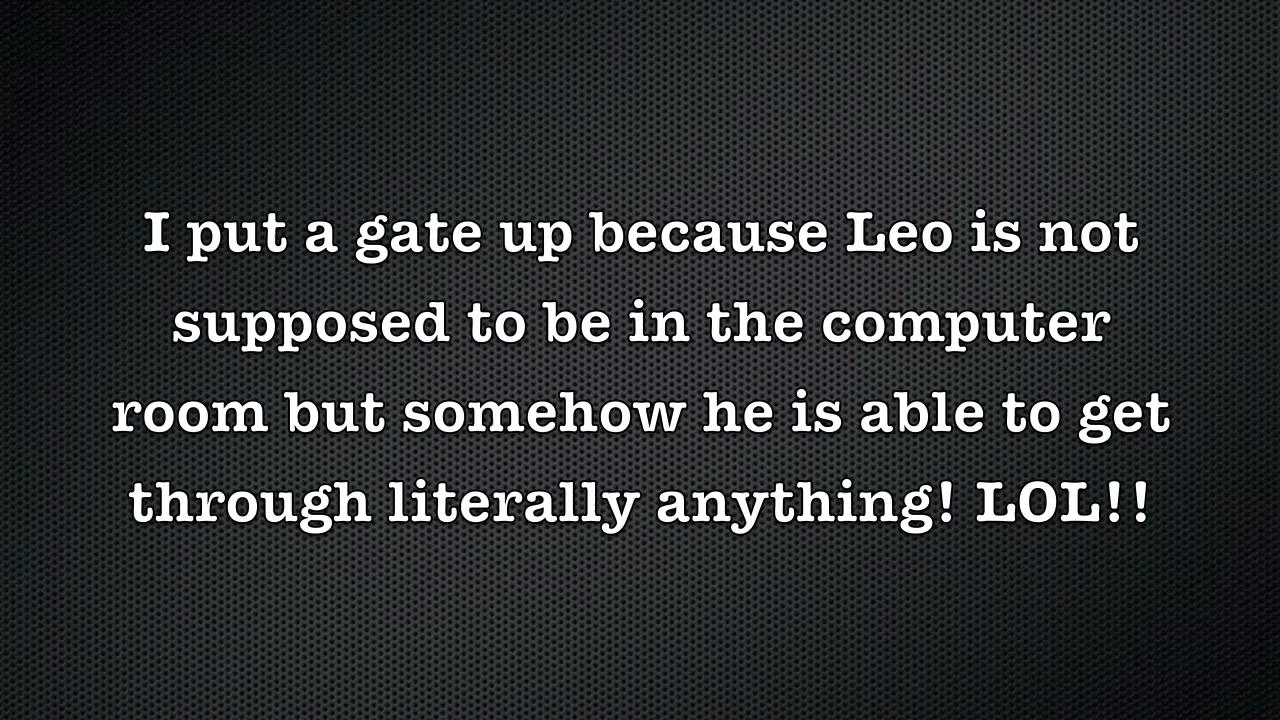 I put a gate up because Leo is not
supposed to be in the computer
room but somehow he is able to get
through literally anything! LOL!!